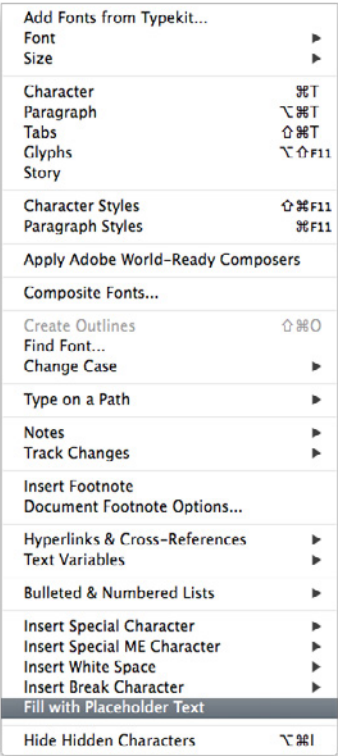 Add Fonts from Typekit...
Font ▶
Size ▶
Character ⌘T
Paragraph ⌥⌘T
Tabs ⇧⌘T
Glyphs ⌥⇧F11
Story
Character Styles ⇧⌘F11
Paragraph Styles ⌘F11
Apply Adobe World-Ready Composers
Composite Fonts...
Create Outlines ⇧⌘O
Find Font...
Change Case ▶
Type on a Path ▶
Notes ▶
Track Changes ▶
Insert Footnote
Document Footnote Options...
Hyperlinks & Cross-References ▶
Text Variables ▶
Bulleted & Numbered Lists ▶
Insert Special Character ▶
Insert Special ME Character ▶
Insert White Space ▶
Insert Break Character ▶
Fill with Placeholder Text
Hide Hidden Characters ⌥⌘I